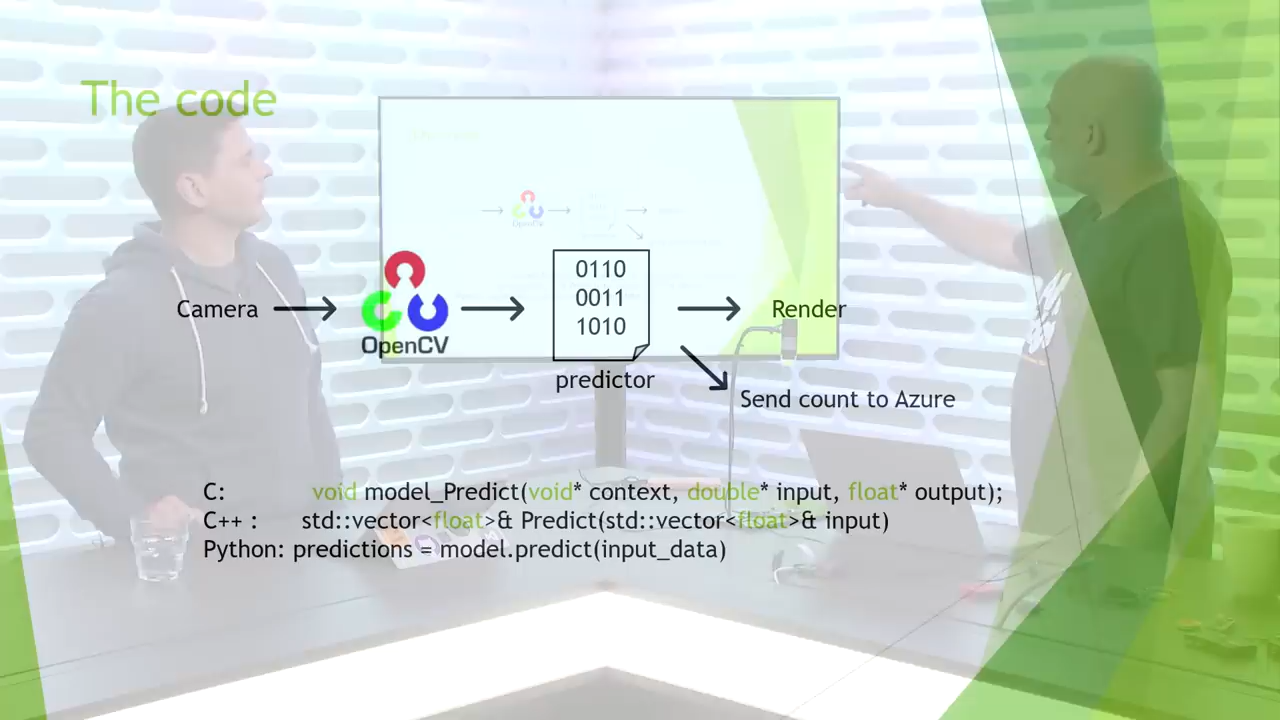 The code
Camera
OpenCV
0110
0011
1010
predictor
Render
Send count to Azure
C: void model_Predict(void* context, double* input, float* output);
C++ : std::vector<float>& Predict(std::vector<float>& input)
Python: predictions = model.predict(input_data)